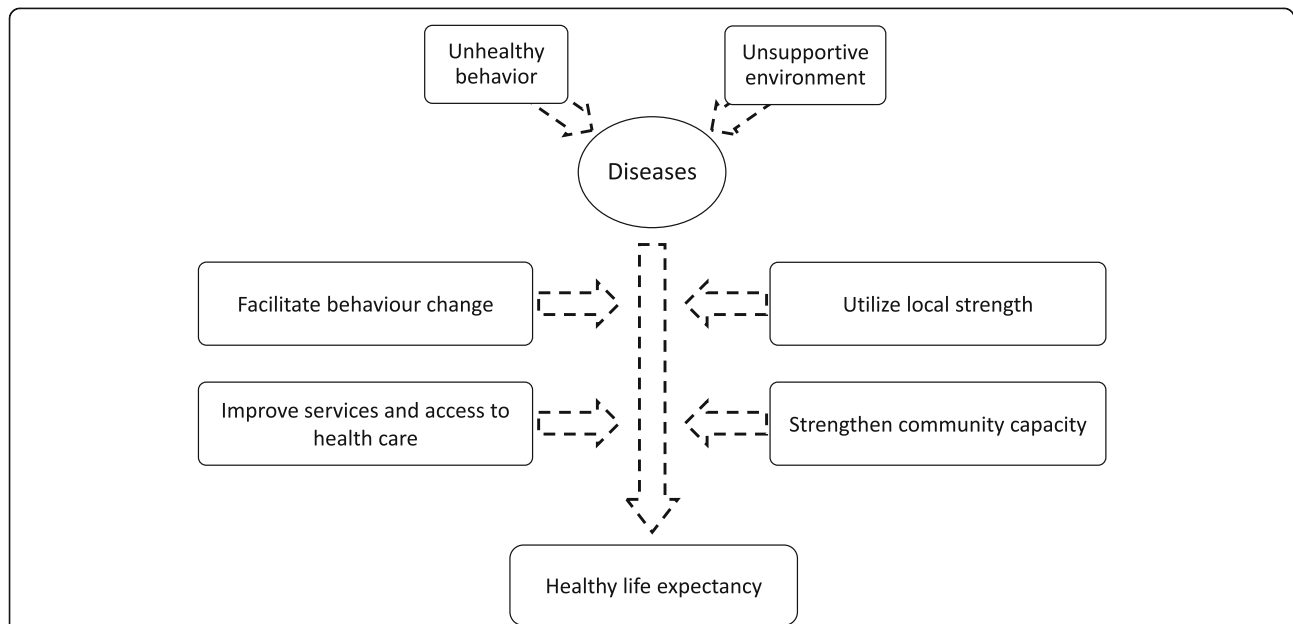 Unhealthy
behavior
Unsupportive
environment
Diseases
Facilitate behaviour change
Utilize local strength
Improve services and access to
health care
Strengthen community capacity
Healthy life expectancy